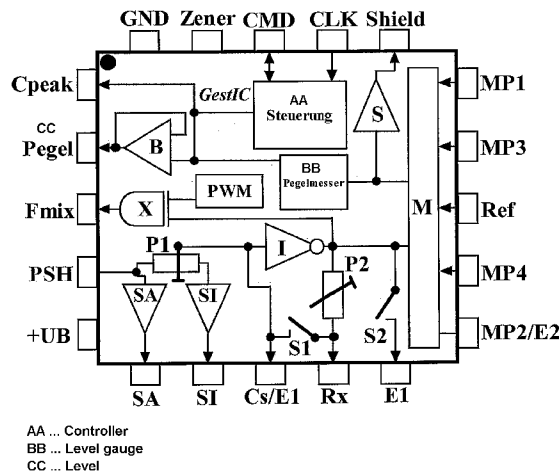 GND Zener CMD CLK Shield
Cpeak GestIC AA Steuerung S MP1
CC Pegel B BB Pegelmesser MP3
Fmix X PWM M Ref
PSH P1 I P2 MP4
SA SI
+UB S1 S2 MP2/E2
SA SI Cs/E1 Rx E1
AA ... Controller
BB ... Level gauge
CC ... Level